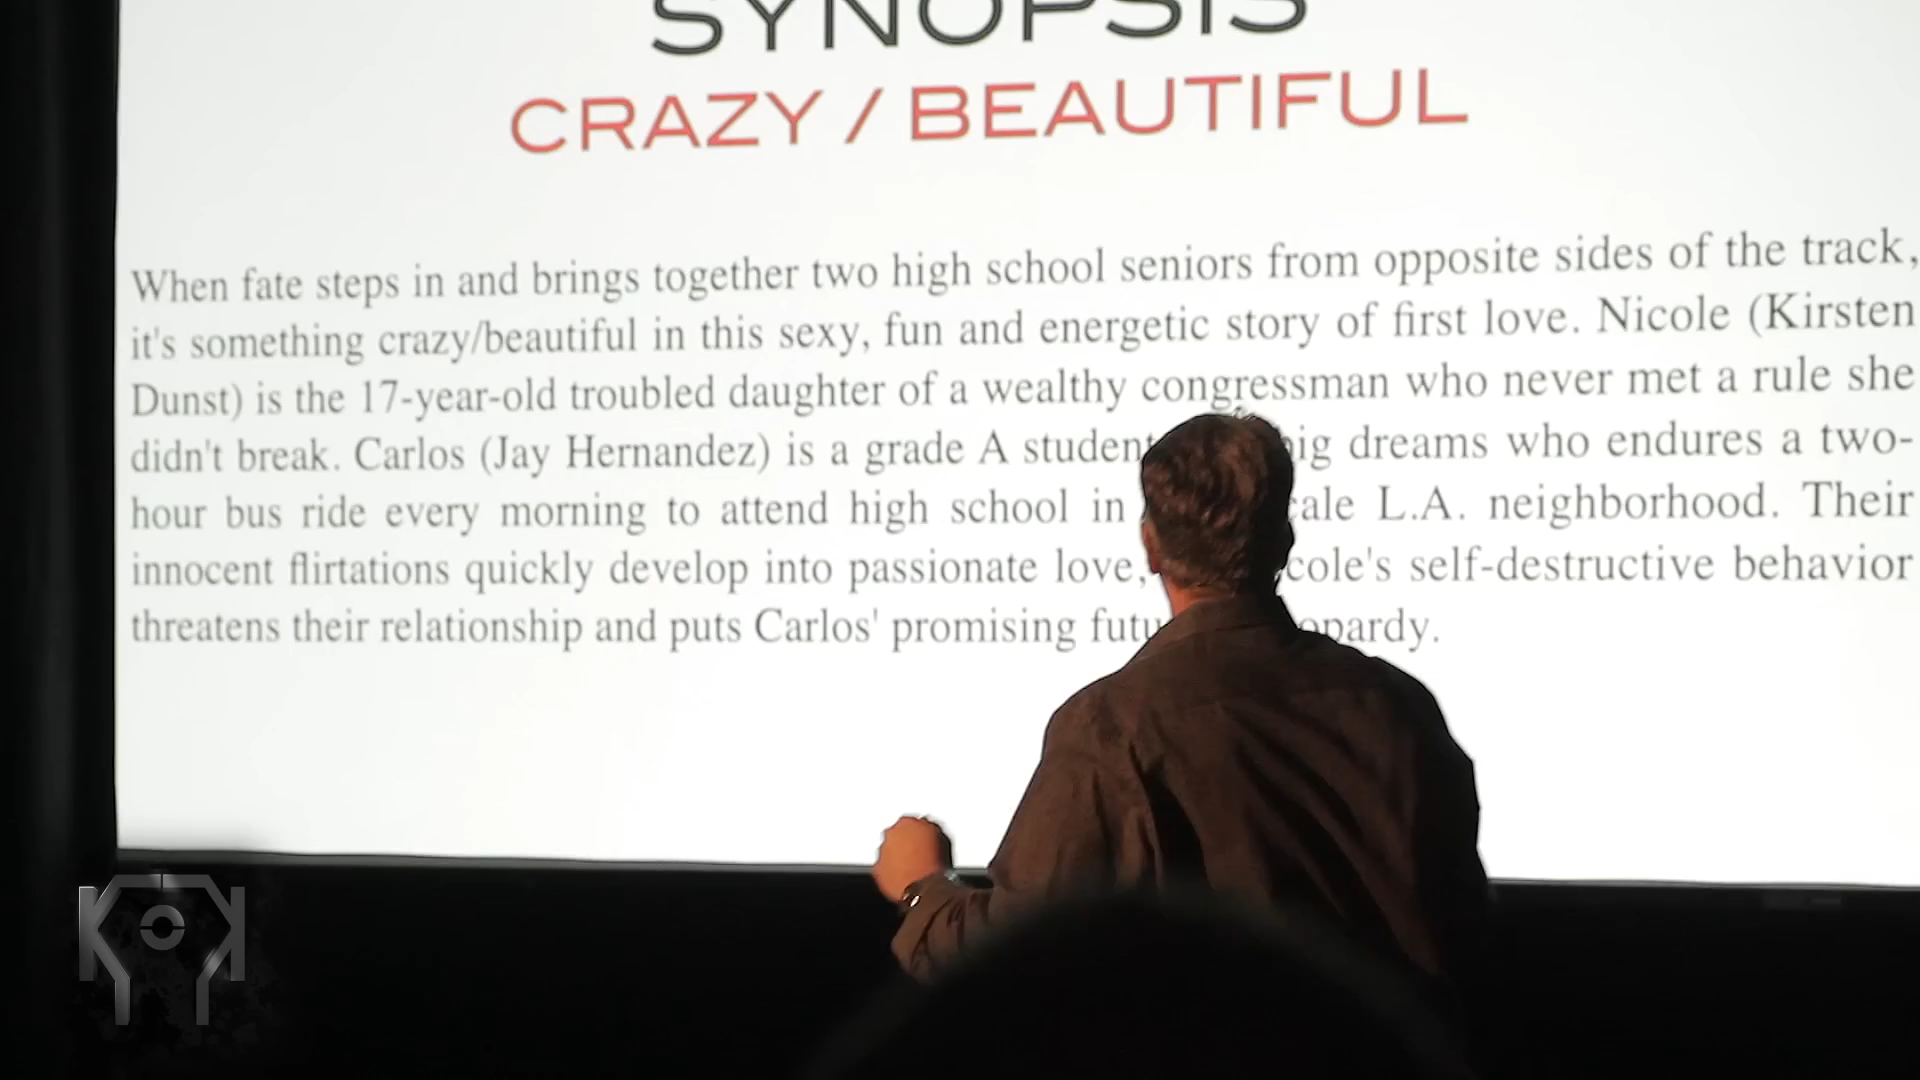 SYNOPSIS
CRAZY / BEAUTIFUL
When fate steps in and brings together two high school seniors from opposite sides of the track,
it's something crazy/beautiful in this sexy, fun and energetic story of first love. Nicole (Kirsten
Dunst) is the 17-year-old troubled daughter of a wealthy congressman who never met a rule she
didn't break. Carlos (Jay Hernandez) is a grade A student big dreams who endures a two-
hour bus ride every morning to attend high school in L.A. neighborhood. Their
innocent flirtations quickly develop into passionate love, cole's self-destructive behavior
threatens their relationship and puts Carlos' promising futu opardy.